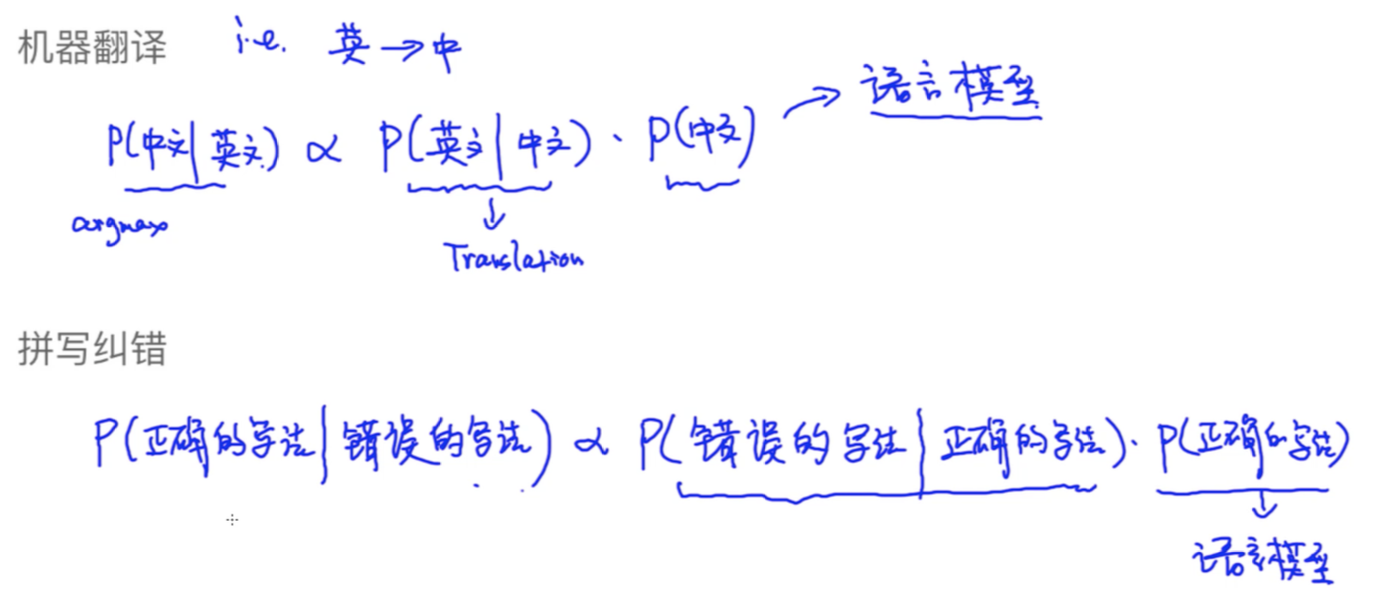 机器翻译 i.e. 英→中
P(中文|英文) ∝ P(英文|中文)·P(中文) → 语言模型
argmax
Translation
拼写纠错
P(正确的写法|错误的写法) ∝ P(错误的写法|正确的写法)·P(正确的写法)
语言模型